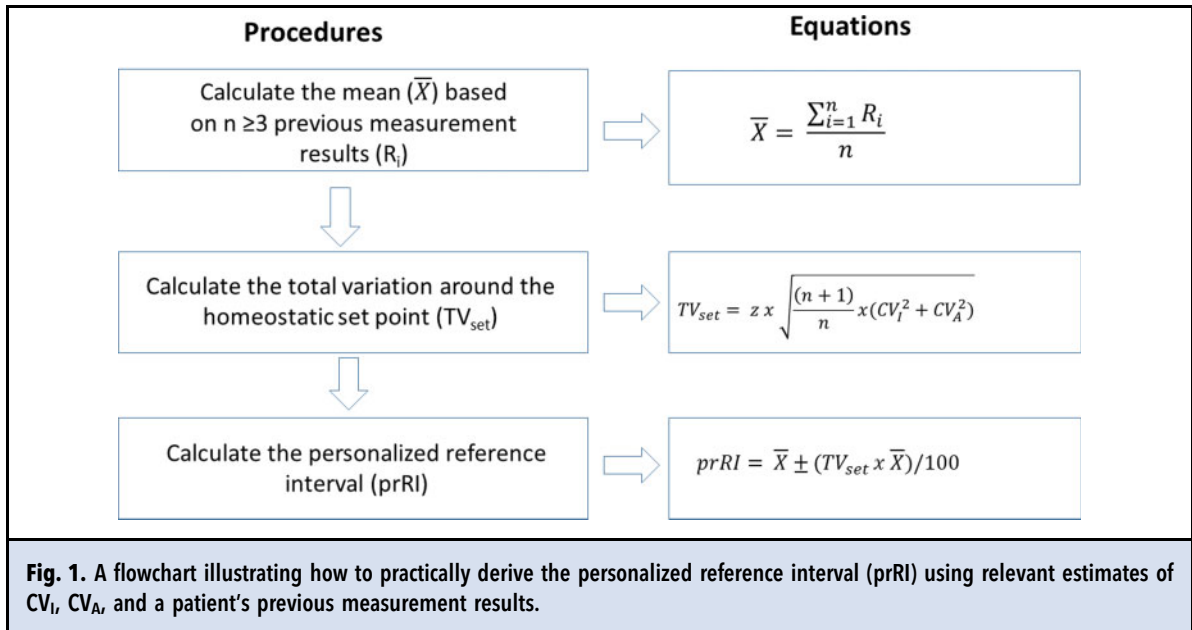 Procedures
Equations
Calculate the mean (X̅) based
on n ≥3 previous measurement
results (Rᵢ)
X̅ = ∑ⁿᵢ₌₁ Rᵢ / n
Calculate the total variation around the
homeostatic set point (TVset)
TVset = z x √((n + 1)/n x(CV_I² + CV_A²))
Calculate the personalized reference
interval (prRI)
prRI = X̅ ± (TVset x X̅)/100
Fig. 1. A flowchart illustrating how to practically derive the personalized reference interval (prRI) using relevant estimates of
CVI, CVA, and a patient's previous measurement results.